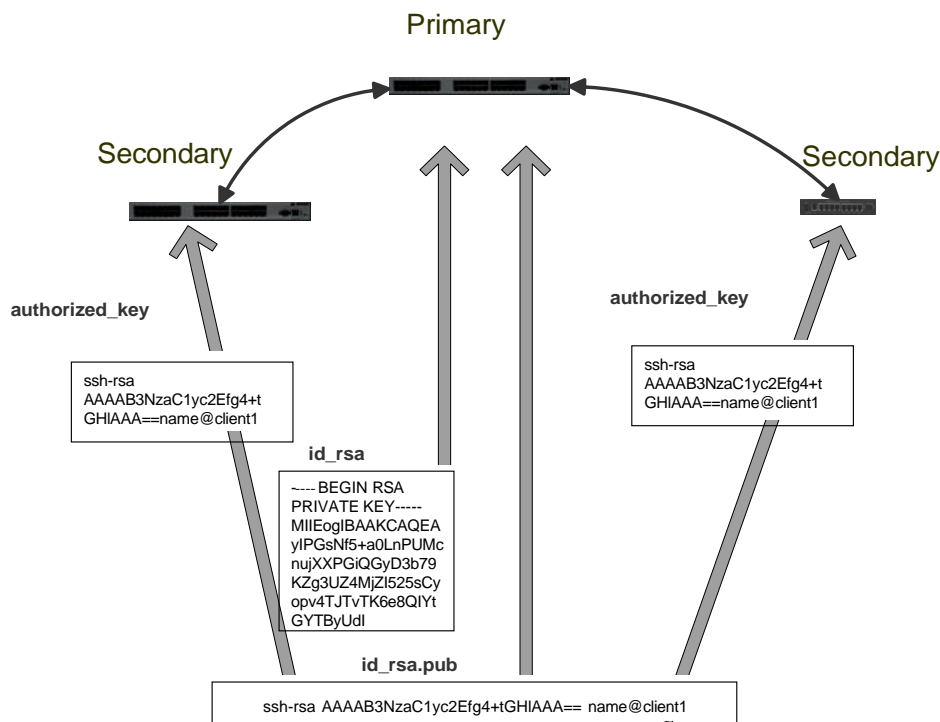 Primary
Secondary
Secondary
authorized_key
authorized_key
ssh-rsa
AAAAB3NzaC1yc2Efg4+t
GHIAAA==name@client1
ssh-rsa
AAAAB3NzaC1yc2Efg4+t
GHIAAA==name@client1
id_rsa
-----BEGIN RSA
PRIVATE KEY-----
MIIEogIBAAKCAQEA
yIPGsNf5+a0LnPUMc
nujXXPGiQGyD3b79
KZg3UZ4MjZI525sCy
opv4TJTvTK6e8QIYt
GYTByUdI
id_rsa.pub
ssh-rsa AAAAB3NzaC1yc2Efg4+tGHIAAA== name@client1